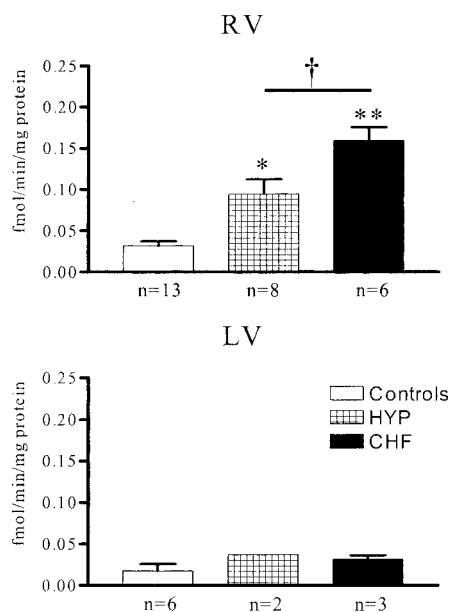 RV
fmol/min/mg protein
0.25
0.20
0.15
0.10
0.05
0.00
†
*
**
n=13
n=8
n=6
LV
fmol/min/mg protein
0.25
0.20
0.15
0.10
0.05
0.00
Controls
HYP
CHF
n=6
n=2
n=3